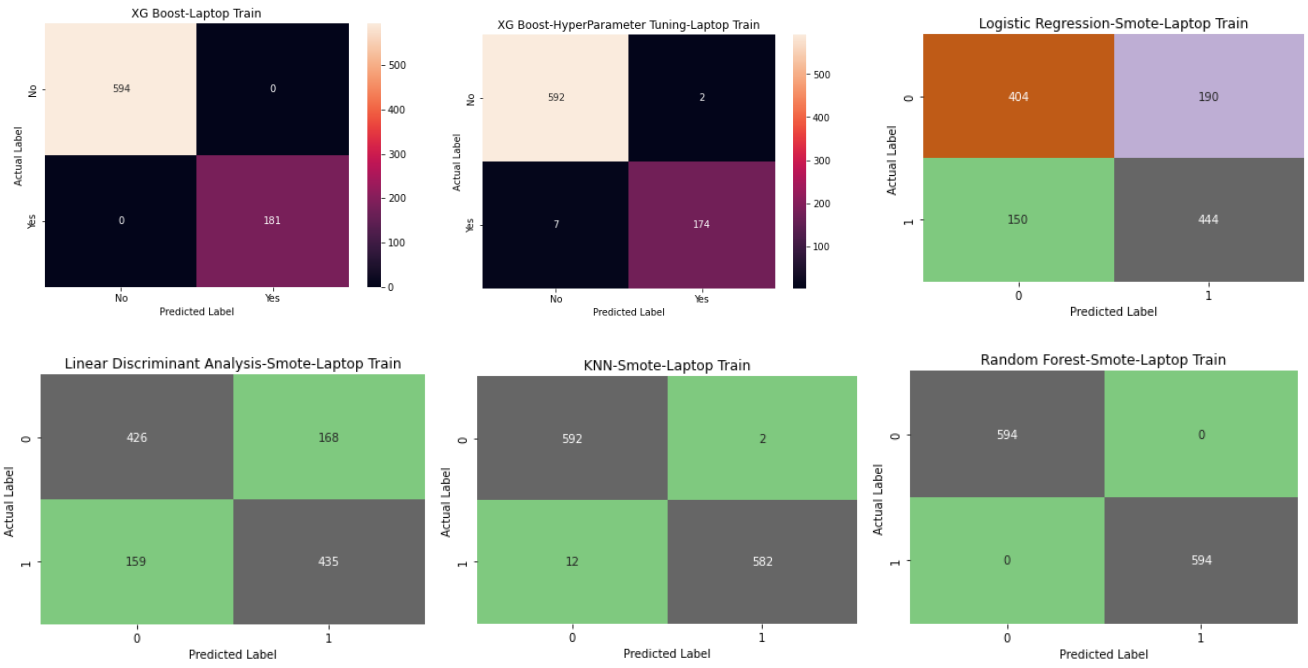 XG Boost-Laptop Train
594
0
0
181
No
Yes
No
Yes
Actual Label
Predicted Label
500
400
300
200
100
0
XG Boost-HyperParameter Tuning-Laptop Train
592
2
7
174
No
Yes
No
Yes
Actual Label
Predicted Label
500
400
300
200
100
Logistic Regression-Smote-Laptop Train
404
190
150
444
0
1
0
1
Actual Label
Predicted Label
Linear Discriminant Analysis-Smote-Laptop Train
426
168
159
435
0
1
0
1
Actual Label
Predicted Label
KNN-Smote-Laptop Train
592
2
12
582
0
1
0
1
Actual Label
Predicted Label
Random Forest-Smote-Laptop Train
594
0
0
594
0
1
0
1
Actual Label
Predicted Label